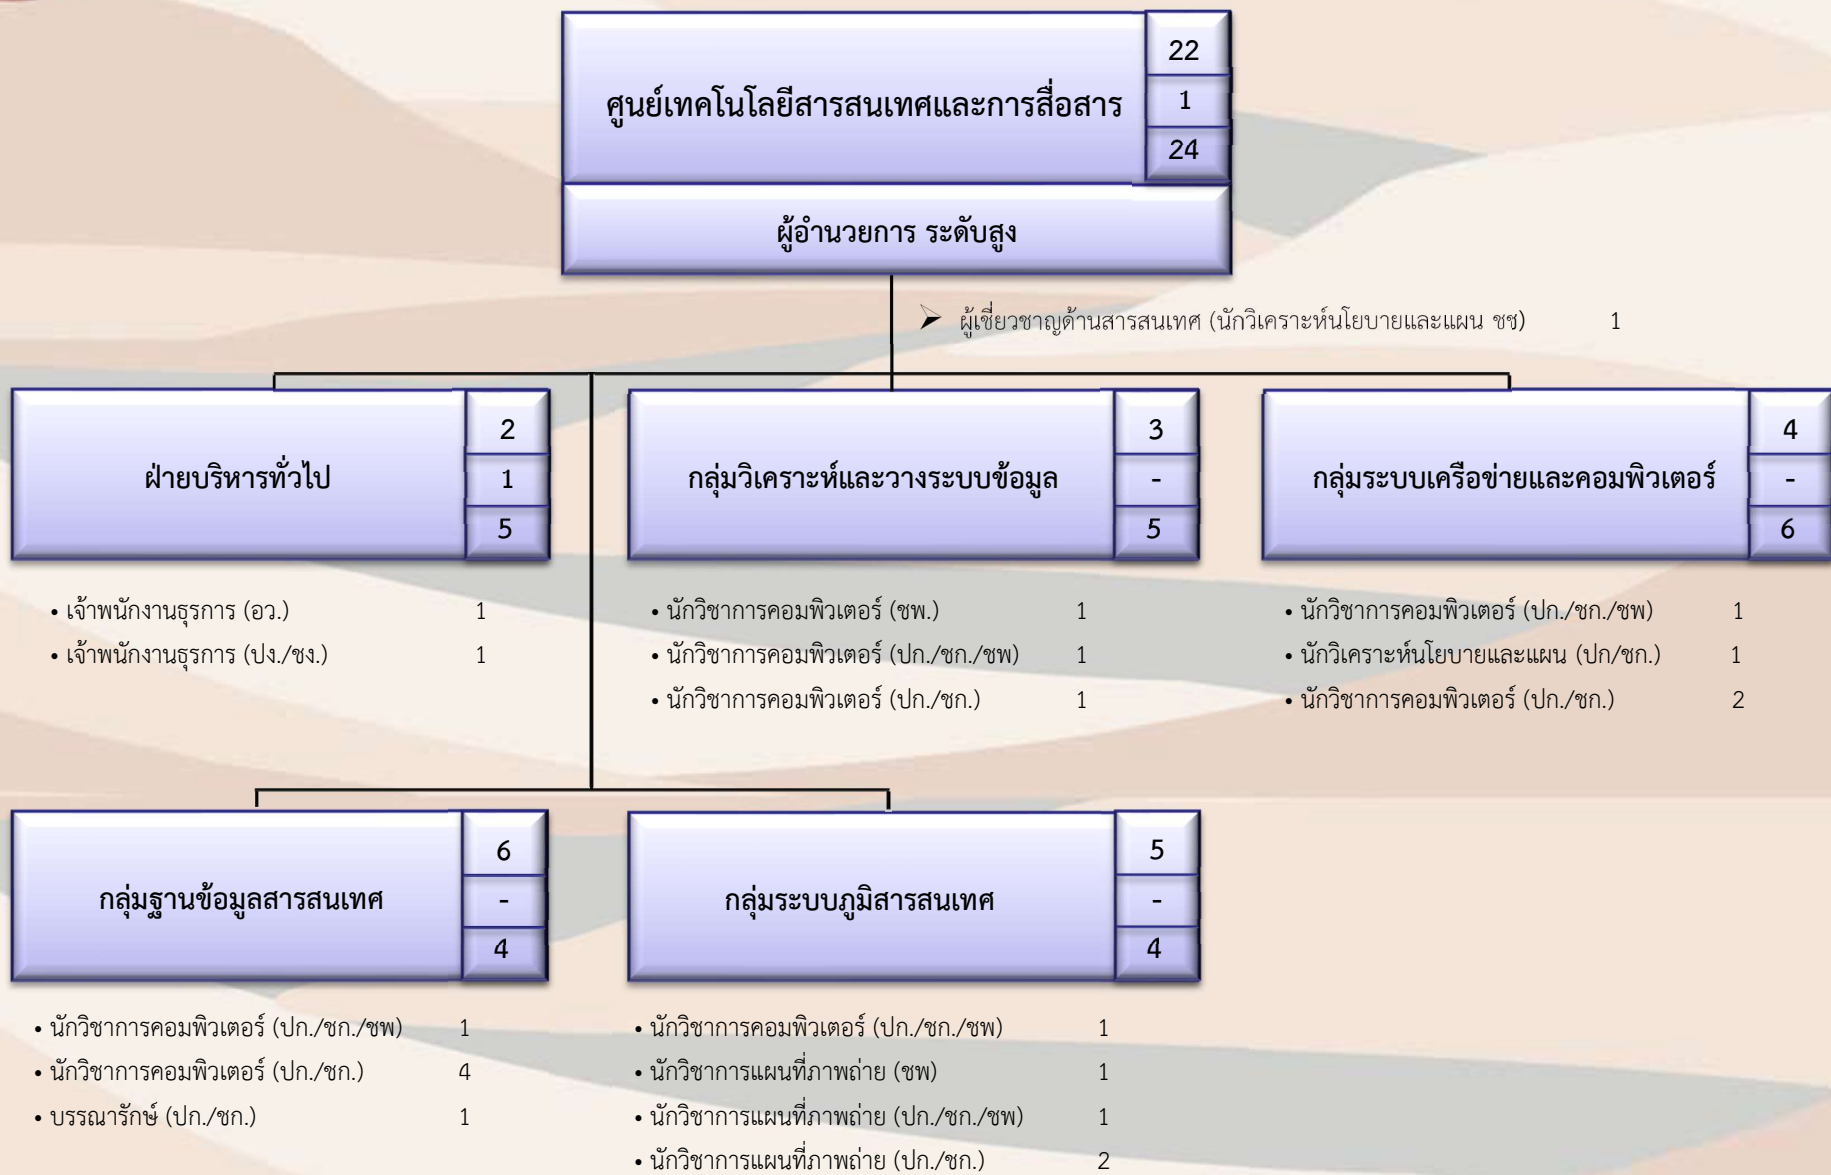 ศูนย์เทคโนโลยีสารสนเทศและการสื่อสาร
22
1
24
ผู้อำนวยการ ระดับสูง
➤ ผู้เชี่ยวชาญด้านสารสนเทศ (นักวิเคราะห์นโยบายและแผน ชช) 1
ฝ่ายบริหารทั่วไป
2
1
5
• เจ้าพนักงานธุรการ (อว.) 1
• เจ้าพนักงานธุรการ (ปง./ชง.) 1
กลุ่มวิเคราะห์และวางระบบข้อมูล
3
-
5
• นักวิชาการคอมพิวเตอร์ (ชพ.) 1
• นักวิชาการคอมพิวเตอร์ (ปก./ชก./ชพ) 1
• นักวิชาการคอมพิวเตอร์ (ปก./ชก.) 1
กลุ่มระบบเครือข่ายและคอมพิวเตอร์
4
-
6
• นักวิชาการคอมพิวเตอร์ (ปก./ชก./ชพ) 1
• นักวิเคราะห์นโยบายและแผน (ปก/ชก.) 1
• นักวิชาการคอมพิวเตอร์ (ปก./ชก.) 2
กลุ่มฐานข้อมูลสารสนเทศ
6
-
4
• นักวิชาการคอมพิวเตอร์ (ปก./ชก./ชพ) 1
• นักวิชาการคอมพิวเตอร์ (ปก./ชก.) 4
• บรรณารักษ์ (ปก./ชก.) 1
กลุ่มระบบภูมิสารสนเทศ
5
-
4
• นักวิชาการคอมพิวเตอร์ (ปก./ชก./ชพ) 1
• นักวิชาการแผนที่ภาพถ่าย (ชพ) 1
• นักวิชาการแผนที่ภาพถ่าย (ปก./ชก./ชพ) 1
• นักวิชาการแผนที่ภาพถ่าย (ปก./ชก.) 2